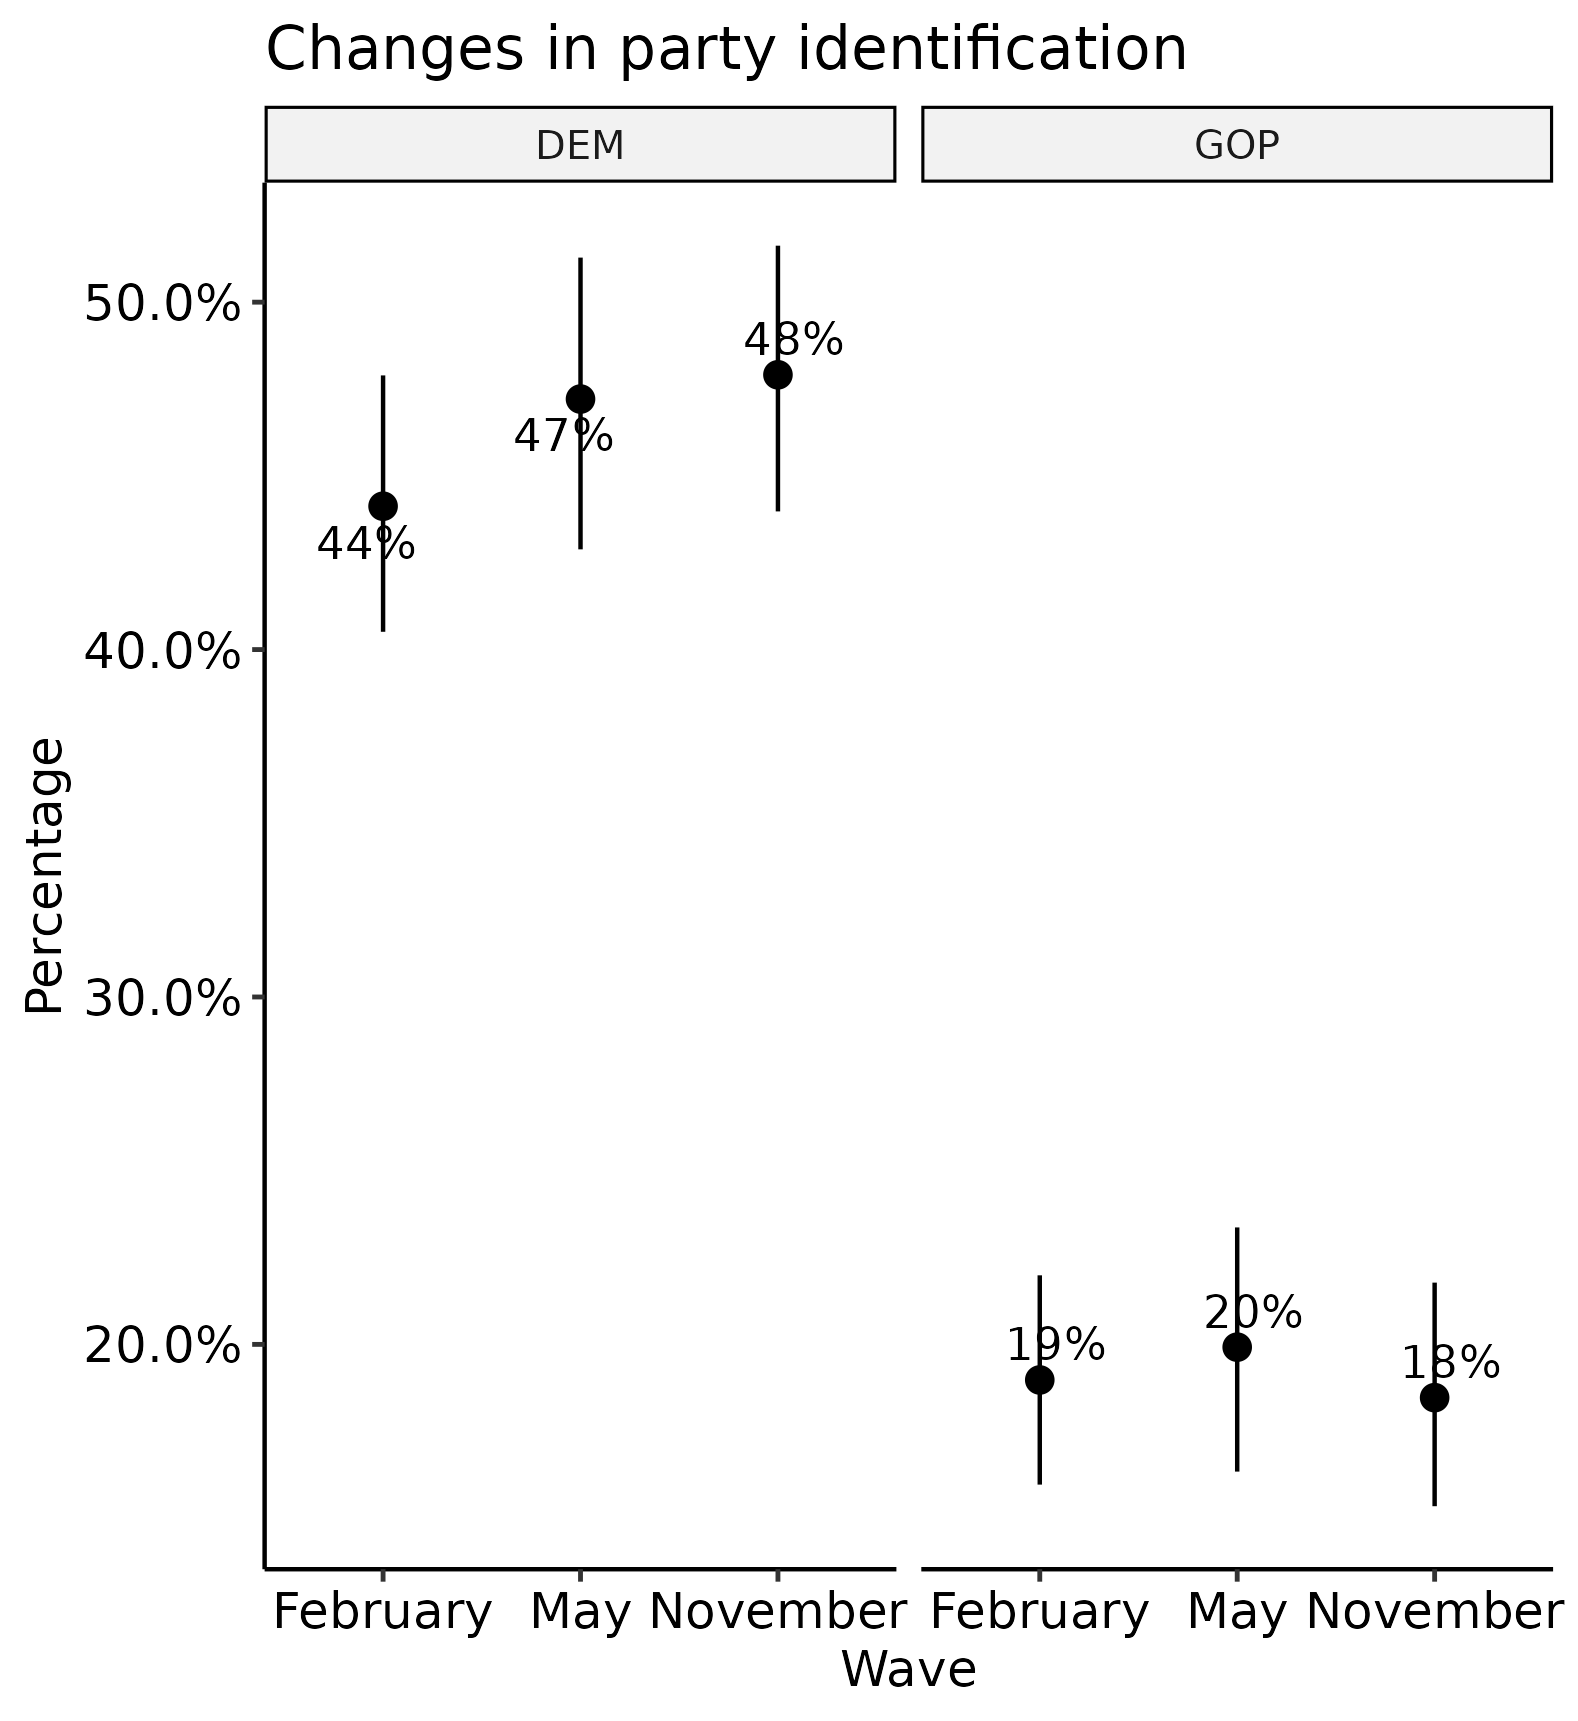 Changes in party identification
DEM
GOP
50.0%
40.0%
30.0%
20.0%
Percentage
44%
47%
48%
19%
20%
18%
February May November
February May November
Wave